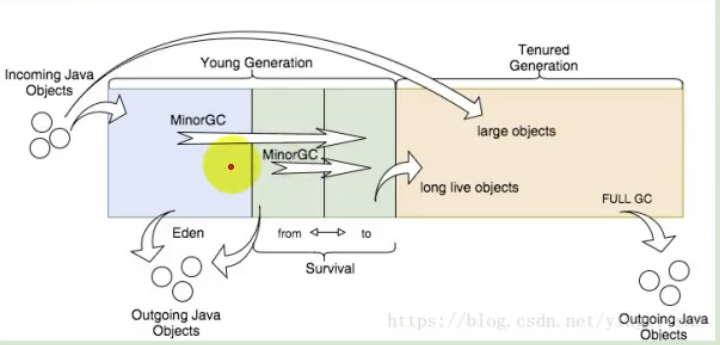 Young Generation
Tenured
Generation
Incoming Java
Objects
MinorGC
MinorGC
large objects
long live objects
FULL GC
Eden
from
to
Survival
Outgoing Java
Objects
Outgoing Java
Objects
https://blog.csdn.net/